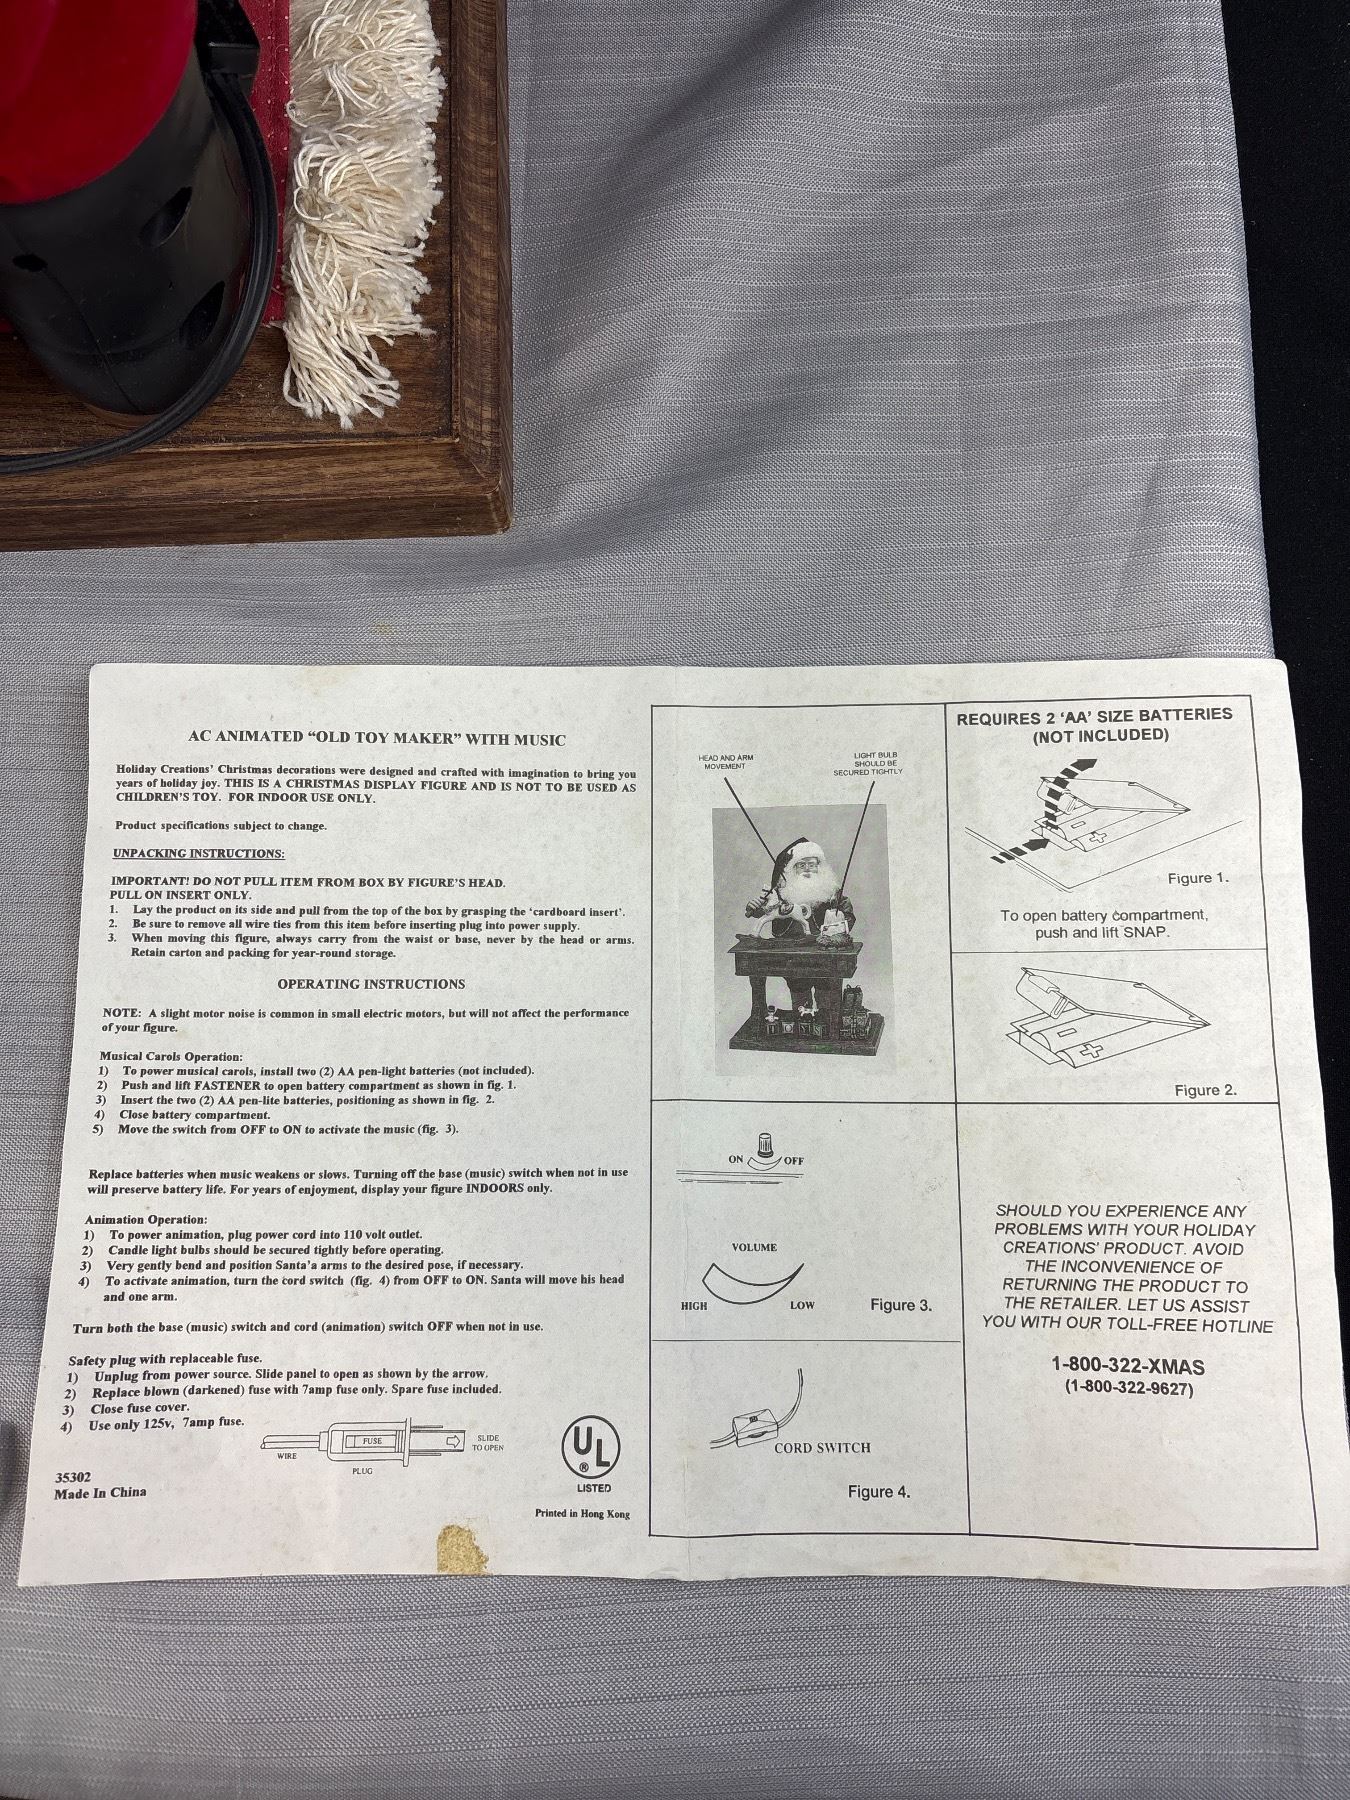 AC ANIMATED “OLD TOY MAKER” WITH MUSIC
Holiday Creations’ Christmas decorations were designed and crafted with imagination to bring you
years of holiday joy. THIS IS A CHRISTMAS DISPLAY FIGURE AND IS NOT TO BE USED AS
CHILDREN’S TOY. FOR INDOOR USE ONLY.
Product specifications subject to change.
UNPACKING INSTRUCTIONS:
IMPORTANT! DO NOT PULL ITEM FROM BOX BY FIGURE’S HEAD.
PULL ON INSERT ONLY.
1. Lay the product on its side and pull from the top of the box by grasping the ‘cardboard insert’.
2. Be sure to remove all wire ties from this item before inserting plug into power supply.
3. When moving this figure, always carry from the waist or base, never by the head or arms.
Retain carton and packing for year-round storage.
OPERATING INSTRUCTIONS
NOTE: A slight motor noise is common in small electric motors, but will not affect the performance
of your figure.
Musical Carols Operation:
1) To power musical carols, install two (2) AA pen-light batteries (not included).
2) Push and lift FASTENER to open battery compartment as shown in fig. 1.
3) Insert the two (2) AA pen-lite batteries, positioning as shown in fig. 2.
4) Close battery compartment.
5) Move the switch from OFF to ON to activate the music (fig. 3).
Replace batteries when music weakens or slows. Turning off the base (music) switch when not in use
will preserve battery life. For years of enjoyment, display your figure INDOORS only.
Animation Operation:
1) To power animation, plug power cord into 110 volt outlet.
2) Candle light bulbs should be secured tightly before operating.
3) Very gently bend and position Santa’a arms to the desired pose, if necessary.
4) To activate animation, turn the cord switch (fig. 4) from OFF to ON. Santa will move his head
and one arm.
Turn both the base (music) switch and cord (animation) switch OFF when not in use.
Safety plug with replaceable fuse.
1) Unplug from power source. Slide panel to open as shown by the arrow.
2) Replace blown (darkened) fuse with 7amp fuse only. Spare fuse included.
3) Close fuse cover.
4) Use only 125v, 7amp fuse.
WIRE
FUSE
PLUG
SLIDE
TO OPEN
UL
®
LISTED
35302
Made In China
Printed in Hong Kong
HEAD AND ARM
MOVEMENT
LIGHT BULB
SHOULD BE
SECURED TIGHTLY
REQUIRES 2 ‘AA’ SIZE BATTERIES
(NOT INCLUDED)
Figure 1.
To open battery compartment,
push and lift SNAP.
Figure 2.
ON OFF
VOLUME
HIGH LOW
Figure 3.
CORD SWITCH
Figure 4.
SHOULD YOU EXPERIENCE ANY
PROBLEMS WITH YOUR HOLIDAY
CREATIONS’ PRODUCT. AVOID
THE INCONVENIENCE OF
RETURNING THE PRODUCT TO
THE RETAILER. LET US ASSIST
YOU WITH OUR TOLL-FREE HOTLINE
1-800-322-XMAS
(1-800-322-9627)